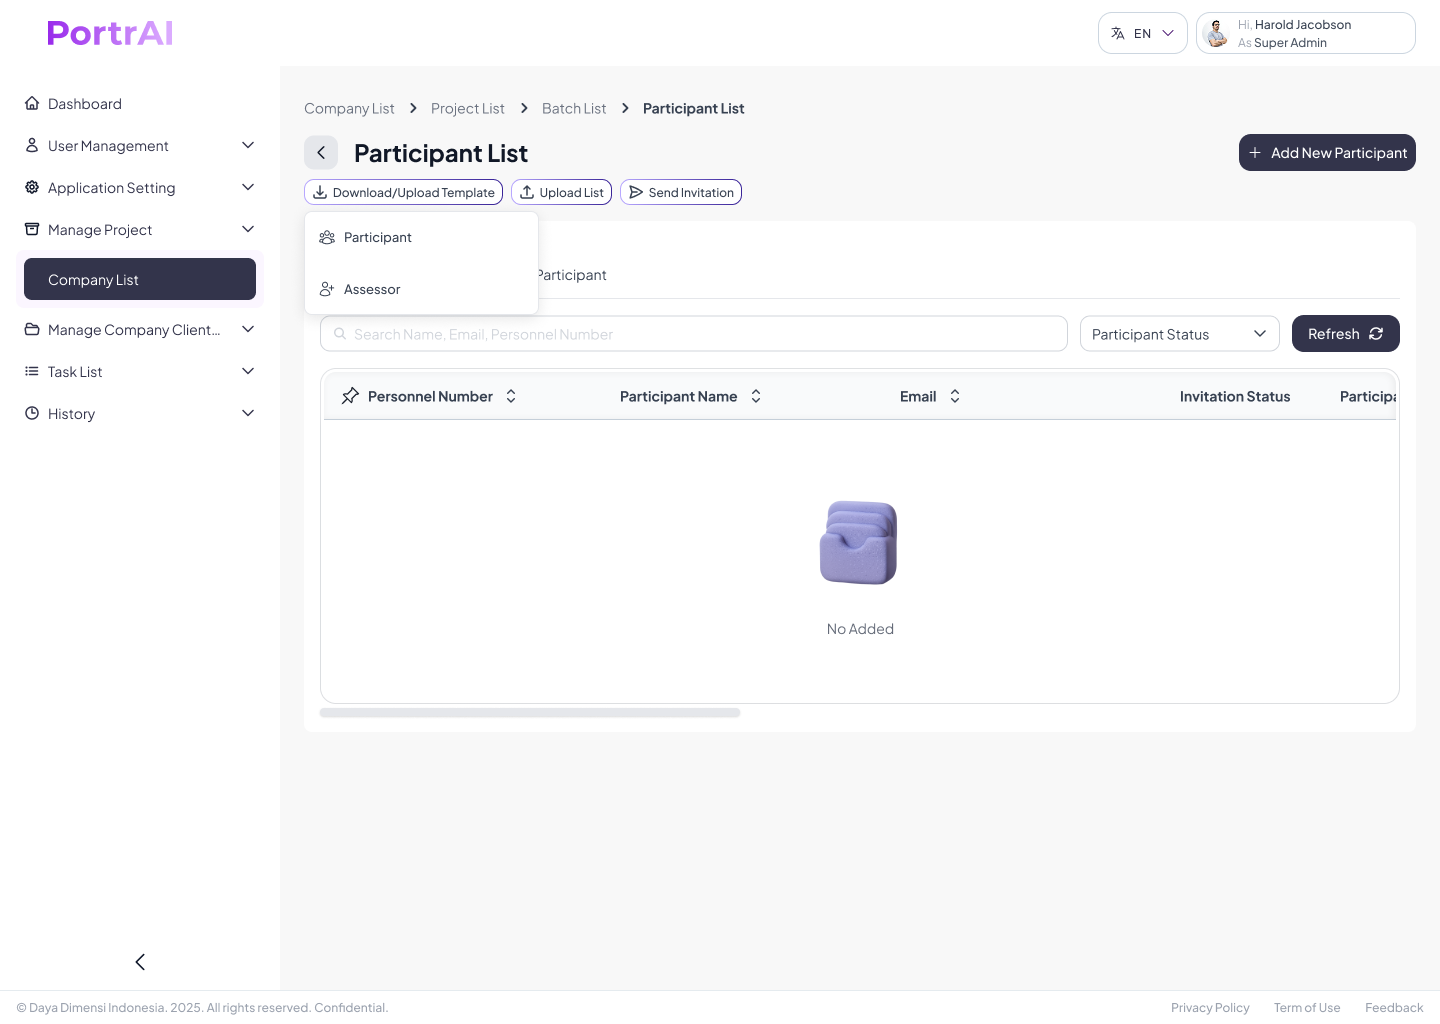 PortrAI
EN
Hi, Harold Jacobson
As Super Admin
Dashboard
User Management
Application Setting
Manage Project
Company List
Manage Company Client...
Task List
History
Company List > Project List > Batch List > Participant List
Participant List
Add New Participant
Download/Upload Template
Upload List
Send Invitation
Participant
Assessor
Participant
Search Name, Email, Personnel Number
Participant Status
Refresh
Personnel Number
Participant Name
Email
Invitation Status
Participa
No Added
© Daya Dimensi Indonesia. 2025. All rights reserved. Confidential.
Privacy Policy
Term of Use
Feedback